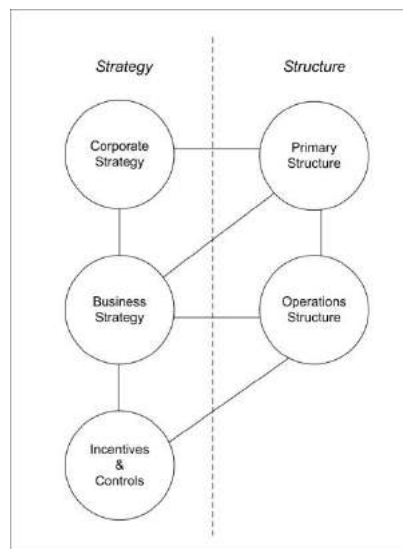 Strategy
Structure
Corporate
Strategy
Primary
Structure
Business
Strategy
Operations
Structure
Incentives
&
Controls